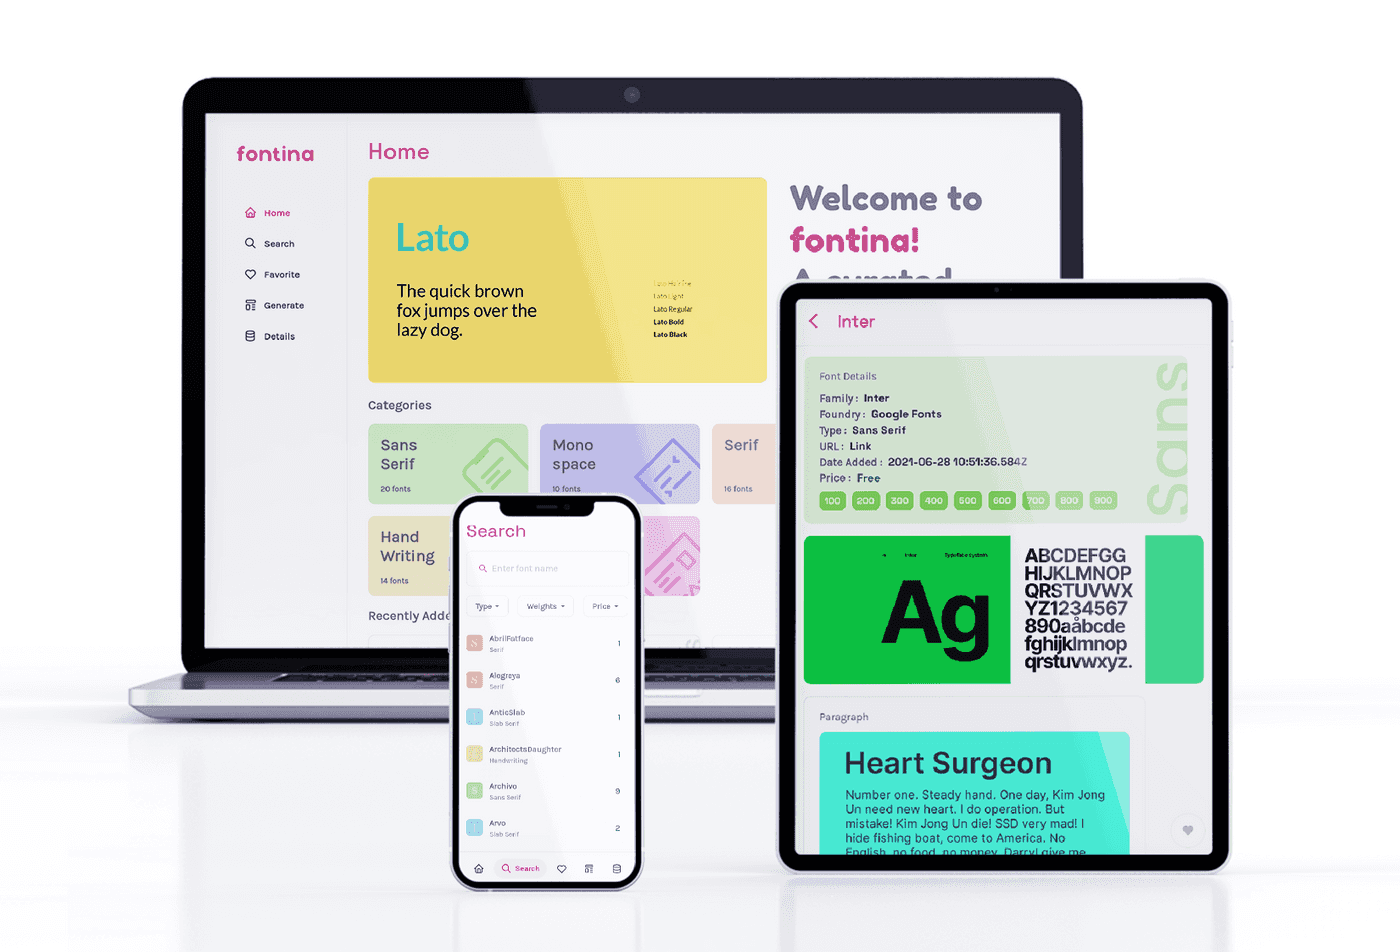 fontina
Home
Search
Favorite
Generate
Details
Home
Lato
The quick brown
fox jumps over the
lazy dog.
Lato Hairline
Lato Light
Lato Regular
Lato Bold
Lato Black
Welcome to
fontina!
A curated
Categories
Sans
Serif
20 fonts
Mono
space
10 fonts
Serif
16 fonts
Hand
Writing
14 fonts
Recently Adde
Search
Enter font name
Type
Weights
Price
AbrilFatface
Serif
1
Alegreya
Serif
6
AnticSlab
Slab Serif
1
ArchitectsDaughter
Handwriting
1
S
Archivo
Sans Serif
9
Arvo
Slab Serif
2
Search
Inter
Font Details
Family : Inter
Foundry : Google Fonts
Type : Sans Serif
URL : Link
Date Added : 2021-06-28 10:51:36.584Z
Price : Free
100 200 300 400 500 600 700 800 900
Sans
Inter
Typeface system
Ag
ABCDEFGG
HIJKLMNOP
QRSTUVWX
YZ1234567
890aåbcde
fghijklmnop
qrstuvwxyz.
Paragraph
Heart Surgeon
Number one. Steady hand. One day, Kim Jong
Un need new heart. I do operation. But
mistake! Kim Jong Un die! SSD very mad! I
hide fishing boat, come to America. No
English, no food, no money. Darryl give me